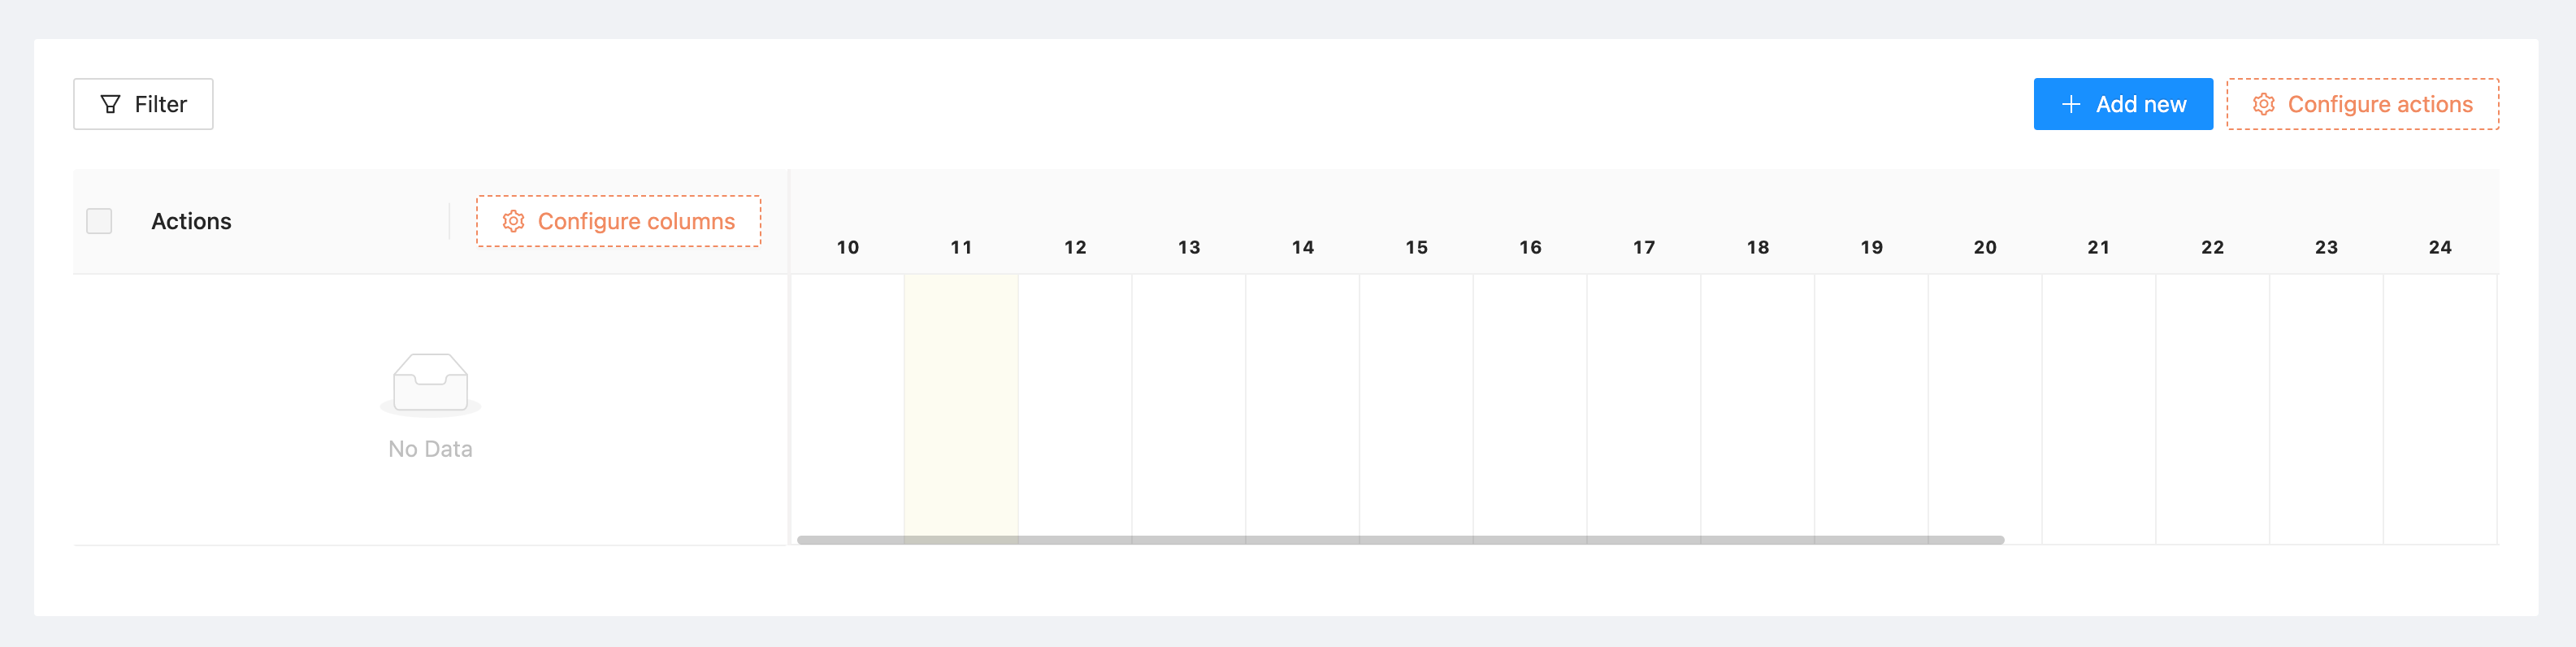 Filter
Add new
Configure actions
Actions
Configure columns
10 11 12 13 14 15 16 17 18 19 20 21 22 23 24
No Data